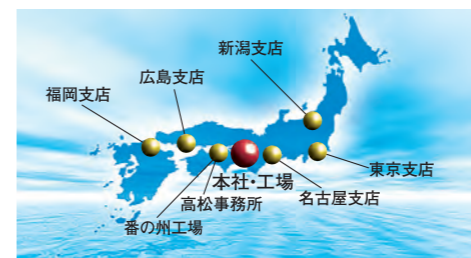 新潟支店
広島支店
福岡支店
東京支店
本社・工場
名古屋支店
高松事務所
番の州工場